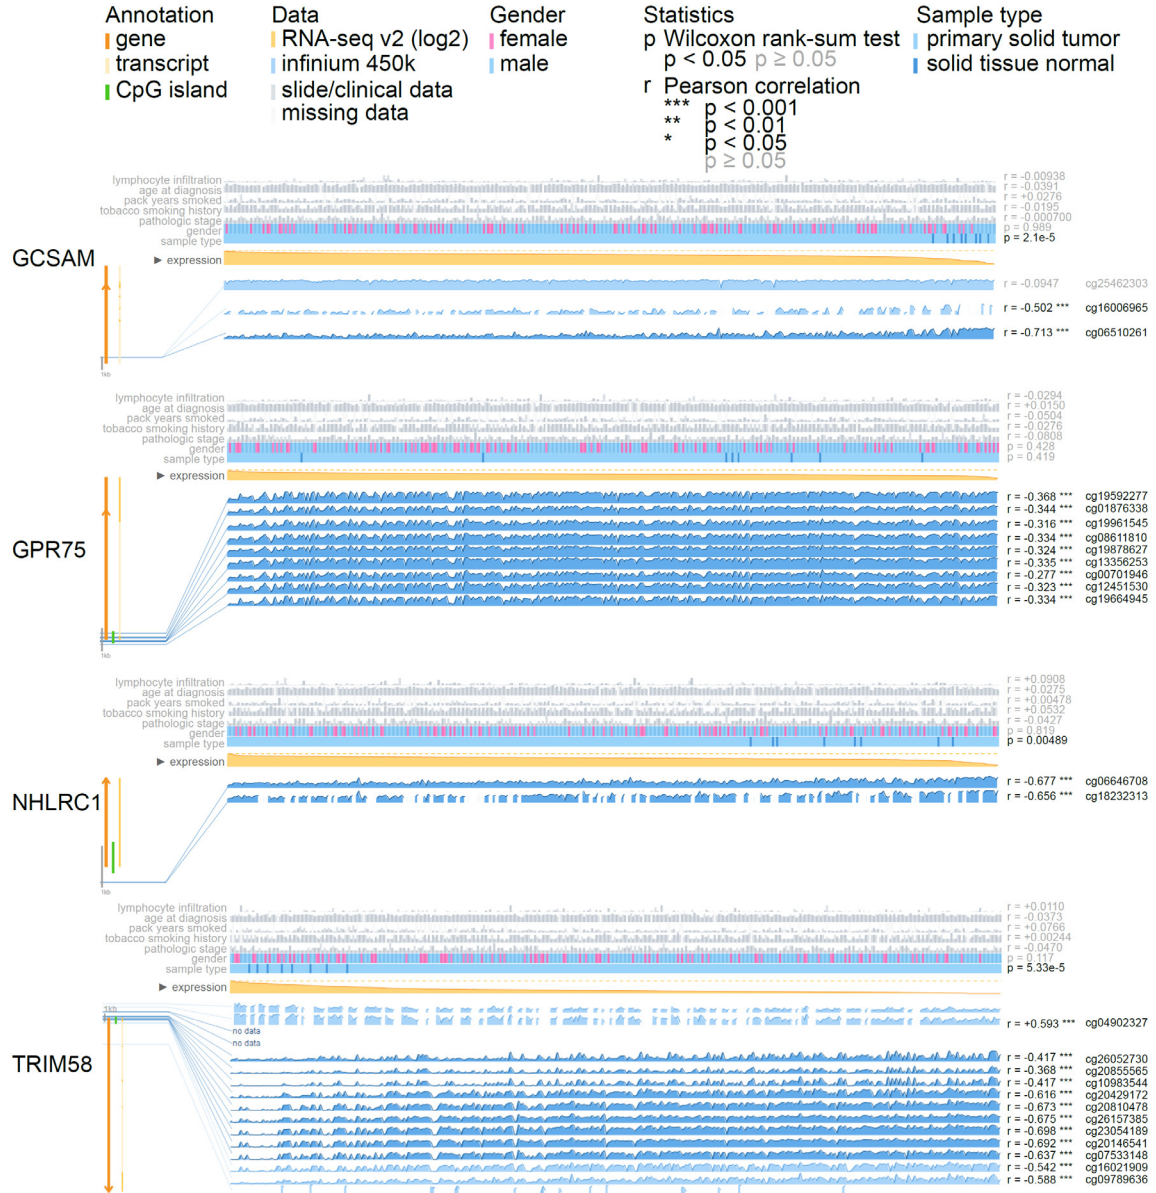 Annotation
gene
transcript
CpG island
Data
RNA-seq v2 (log2)
infinium 450k
slide/clinical data
missing data
Gender
female
male
Statistics
p Wilcoxon rank-sum test
p < 0.05 p ≥ 0.05
r Pearson correlation
*** p < 0.001
** p < 0.01
* p < 0.05
p ≥ 0.05
Sample type
primary solid tumor
solid tissue normal
GCSAM
lymphocyte infiltration r = -0.00938
age at diagnosis r = -0.0391
pack years smoked r = +0.0276
tobacco smoking history r = -0.0195
pathologic stage r = -0.000700
gender p = 0.989
sample type p = 2.1e-5
▶ expression
r = -0.0947 cg25462303
r = -0.502 *** cg16006965
r = -0.713 *** cg06510261
1kb
GPR75
lymphocyte infiltration r = -0.0294
age at diagnosis r = +0.0150
pack years smoked r = -0.0504
tobacco smoking history r = -0.0276
pathologic stage r = -0.0808
gender p = 0.428
sample type p = 0.419
▶ expression
r = -0.368 *** cg19592277
r = -0.344 *** cg01876338
r = -0.316 *** cg19961545
r = -0.334 *** cg08611810
r = -0.324 *** cg19878627
r = -0.335 *** cg13356253
r = -0.277 *** cg00701946
r = -0.323 *** cg12451530
r = -0.334 *** cg19664945
1kb
NHLRC1
lymphocyte infiltration r = +0.0908
age at diagnosis r = +0.0275
pack years smoked r = +0.00478
tobacco smoking history r = +0.0532
pathologic stage r = -0.0427
gender p = 0.819
sample type p = 0.00489
▶ expression
r = -0.677 *** cg06646708
r = -0.656 *** cg18232313
1kb
TRIM58
lymphocyte infiltration r = +0.0110
age at diagnosis r = -0.0373
pack years smoked r = +0.0766
tobacco smoking history r = +0.00244
pathologic stage r = -0.0470
gender p = 0.117
sample type p = 5.33e-5
▶ expression
1kb
r = +0.593 *** cg04902327
no data
no data
r = -0.417 *** cg26052730
r = -0.368 *** cg20855565
r = -0.417 *** cg10983544
r = -0.616 *** cg20429172
r = -0.673 *** cg20810478
r = -0.675 *** cg26157385
r = -0.698 *** cg23054189
r = -0.692 *** cg20146541
r = -0.637 *** cg07533148
r = -0.542 *** cg16021909
r = -0.588 *** cg09789636